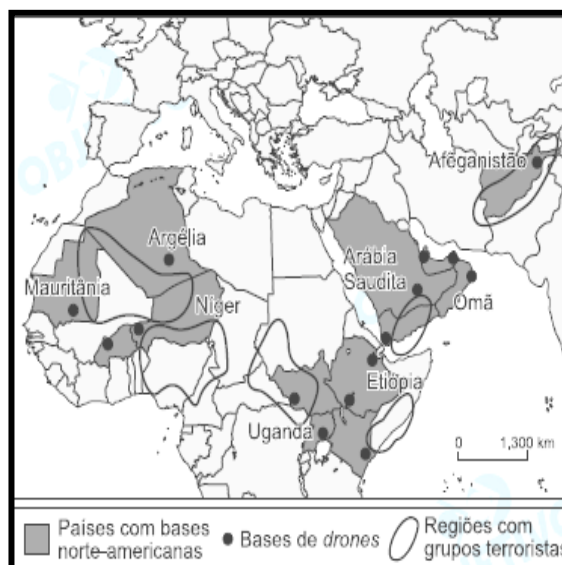 Afeganistão
Argélia
Arábia
Saudita
Mauritânia
Níger
Omã
Etiópia
Uganda
0 1,300 km
Países com bases
norte-americanas
Bases de drones
Regiões com
grupos terroristas